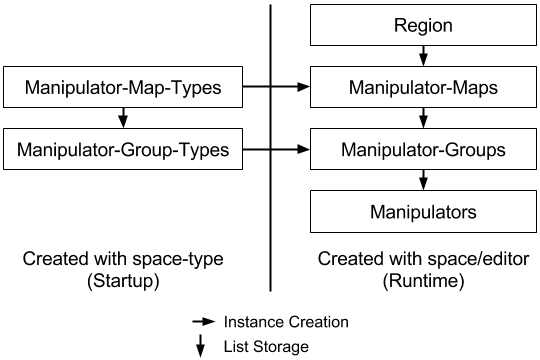 Region
Manipulator-Map-Types
Manipulator-Maps
Manipulator-Group-Types
Manipulator-Groups
Manipulators
Created with space-type
(Startup)
Created with space/editor
(Runtime)
Instance Creation
List Storage